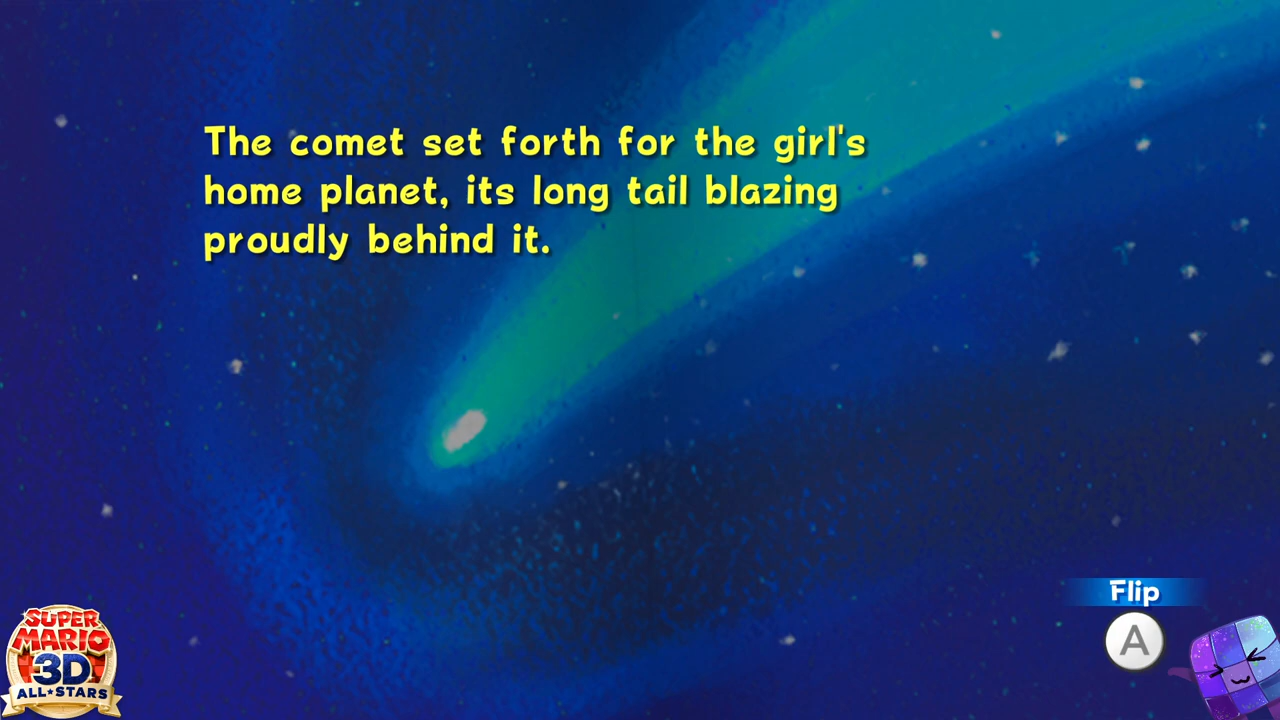 The comet set forth for the girl's
home planet, its long tail blazing
proudly behind it.
Flip
A
SUPER
MARIO
3D
ALL★STARS